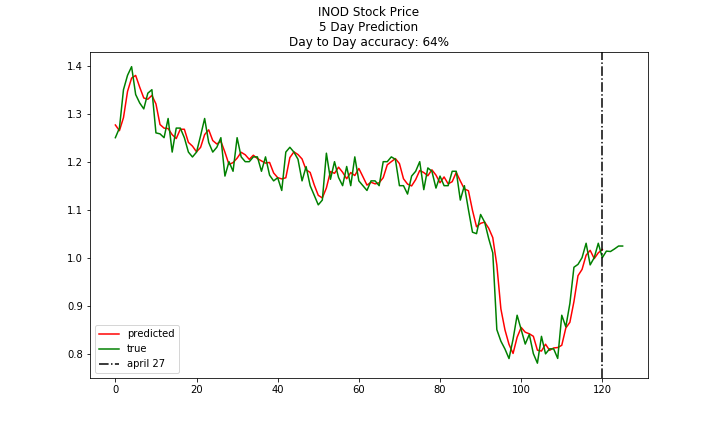 INOD Stock Price
5 Day Prediction
Day to Day accuracy: 64%
1.4
1.3
1.2
1.1
1.0
0.9
0.8
predicted
true
april 27
0 20 40 60 80 100 120